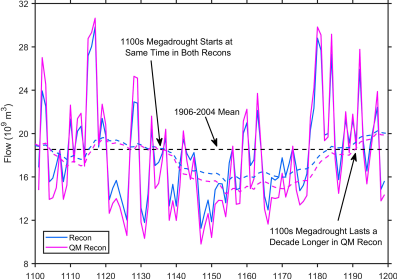 32
28
24
20
16
12
8
Flow (10⁹ m³)
1100s Megadrought Starts at
Same Time in Both Recons
1906-2004 Mean
1100s Megadrought Lasts a
Decade Longer in QM Recon
Recon
QM Recon
1100 1110 1120 1130 1140 1150 1160 1170 1180 1190 1200